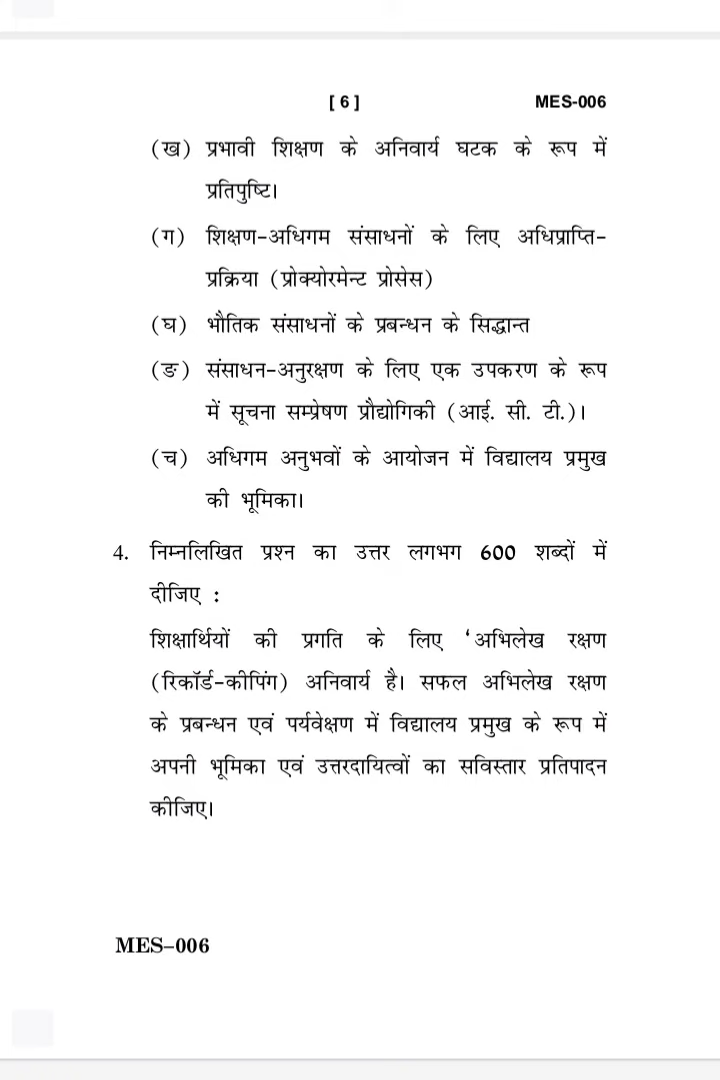 [ 6 ] MES-006
(ख) प्रभावी शिक्षण के अनिवार्य घटक के रूप में
प्रतिपुष्टि।
(ग) शिक्षण-अधिगम संसाधनों के लिए अधिप्राप्ति-
प्रक्रिया (प्रोक्योरमेन्ट प्रोसेस)
(घ) भौतिक संसाधनों के प्रबन्धन के सिद्धान्त
(ङ) संसाधन-अनुरक्षण के लिए एक उपकरण के रूप
में सूचना सम्प्रेषण प्रौद्योगिकी (आई. सी. टी.)।
(च) अधिगम अनुभवों के आयोजन में विद्यालय प्रमुख
की भूमिका।
4. निम्नलिखित प्रश्न का उत्तर लगभग 600 शब्दों में
दीजिए :
शिक्षार्थियों की प्रगति के लिए ‘अभिलेख रक्षण
(रिकॉर्ड-कीपिंग) अनिवार्य है। सफल अभिलेख रक्षण
के प्रबन्धन एवं पर्यवेक्षण में विद्यालय प्रमुख के रूप में
अपनी भूमिका एवं उत्तरदायित्वों का सविस्तार प्रतिपादन
कीजिए।
MES–006